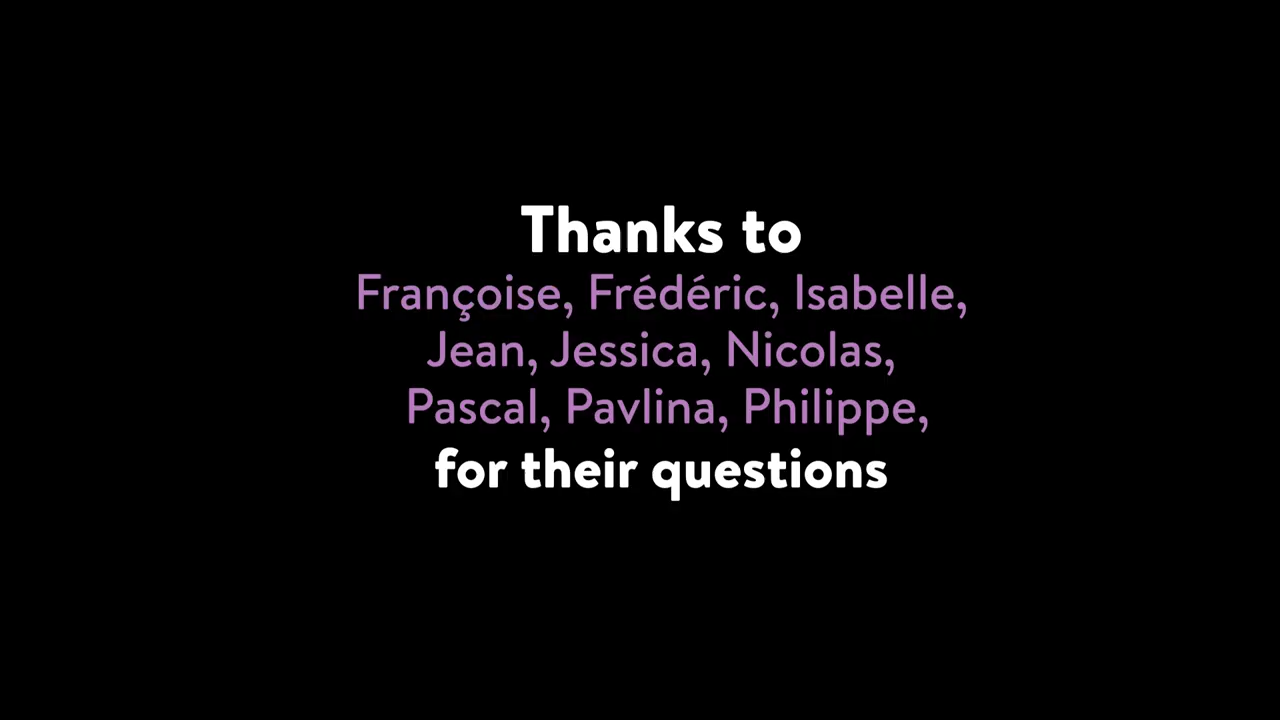 Thanks to
Françoise, Frédéric, Isabelle,
Jean, Jessica, Nicolas,
Pascal, Pavlina, Philippe,
for their questions